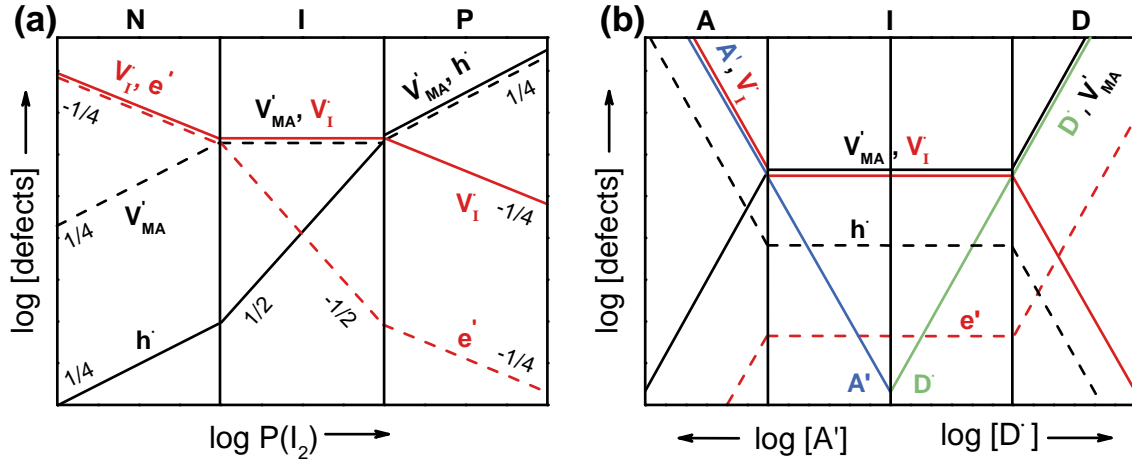 (a) N I P
V˙I, e′
-1/4
V′MA
1/4
h˙
1/4
V′MA, V˙I
1/2
-1/2
V′MA, h˙
1/4
V˙I
-1/4
e′
-1/4
log [defects]
log P(I2)
(b) A I D
A′, V˙I
V′MA, V˙I
D˙, V′MA
h˙
e′
A′
D˙
log [defects]
log [A′]
log [D˙]